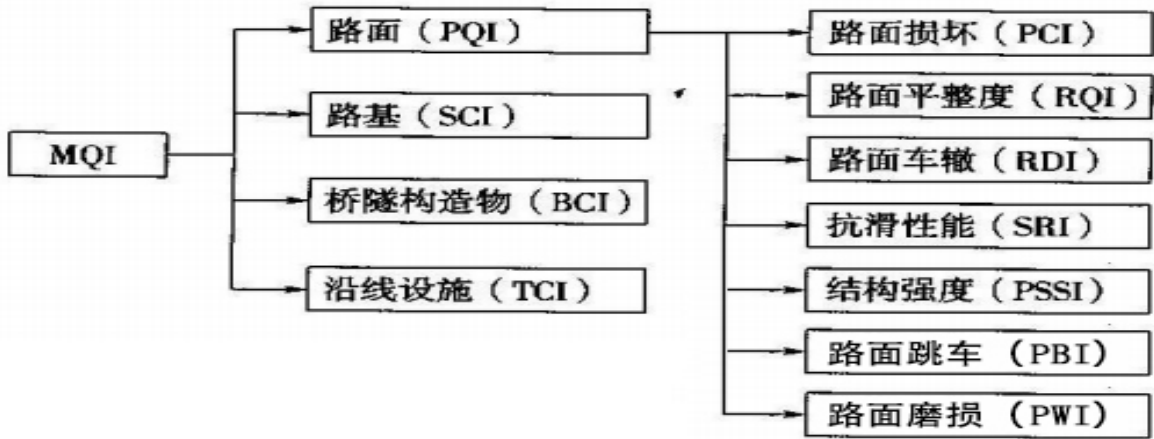 MQI
路面（PQI）
路基（SCI）
桥隧构造物（BCI）
沿线设施（TCI）
路面损坏（PCI）
路面平整度（RQI）
路面车辙（RDI）
抗滑性能（SRI）
结构强度（PSSI）
路面跳车（PBI）
路面磨损（PWI）